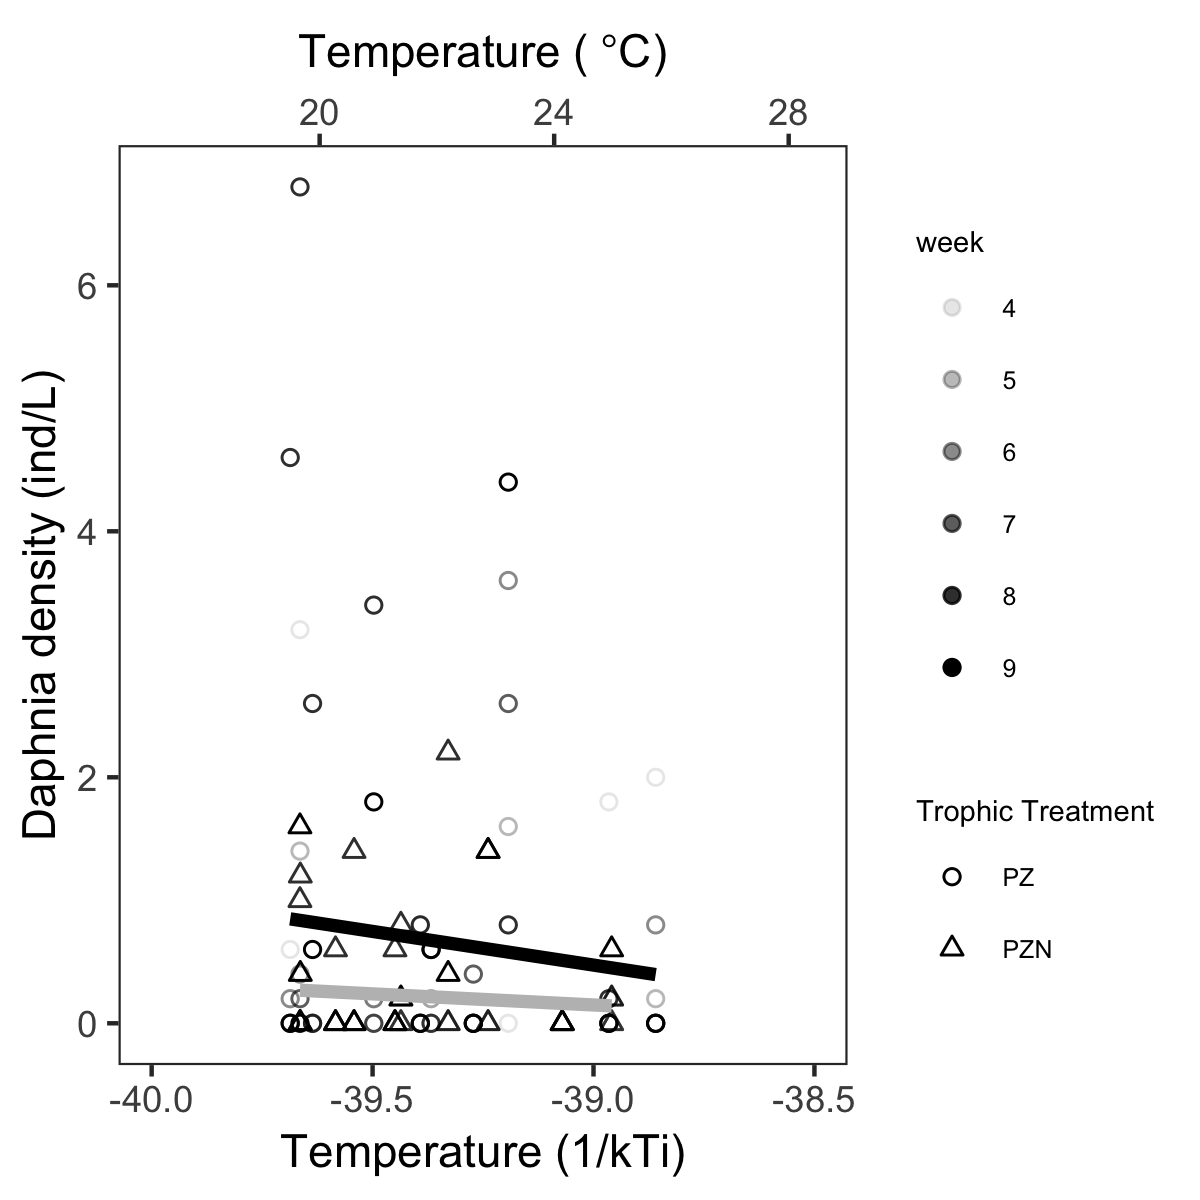 Temperature ( °C)
20 24 28
Daphnia density (ind/L)
6
4
2
0
-40.0 -39.5 -39.0 -38.5
Temperature (1/kTi)
week
4
5
6
7
8
9
Trophic Treatment
PZ
PZN